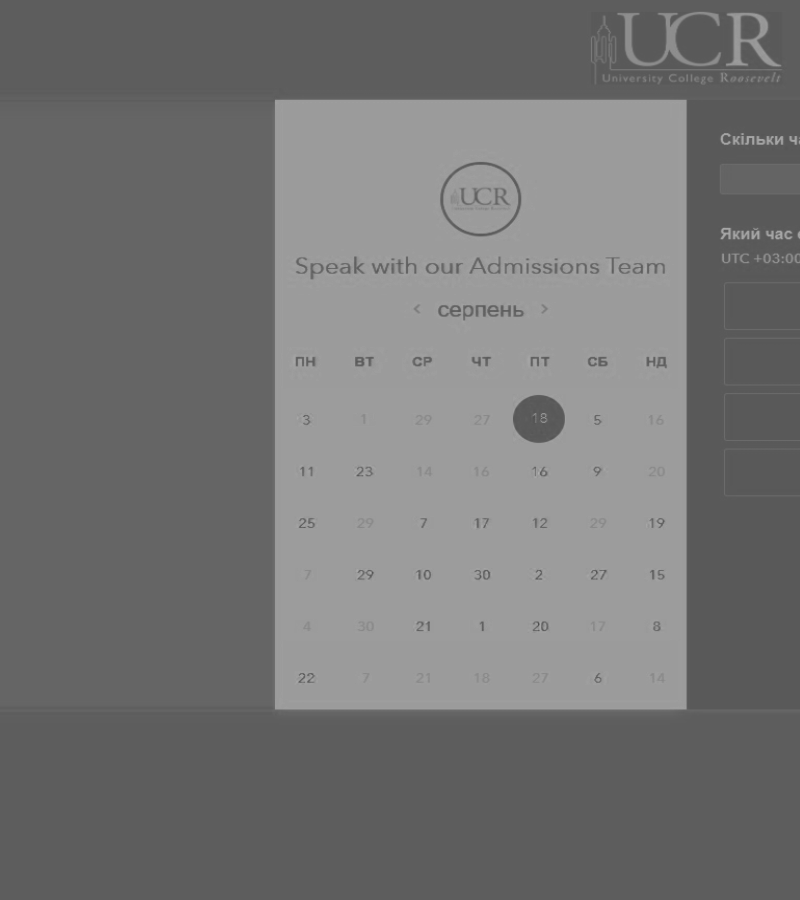 UCR
University College Roosevelt
UCR
Speak with our Admissions Team
< серпень >
ПН ВТ СР ЧТ ПТ СБ НД
3 1 29 27 18 5 16
11 23 14 16 16 9 20
25 29 7 17 12 29 19
7 29 10 30 2 27 15
4 30 21 1 20 17 8
22 7 21 18 27 6 14
Скільки ча
Який час
UTC +03:00